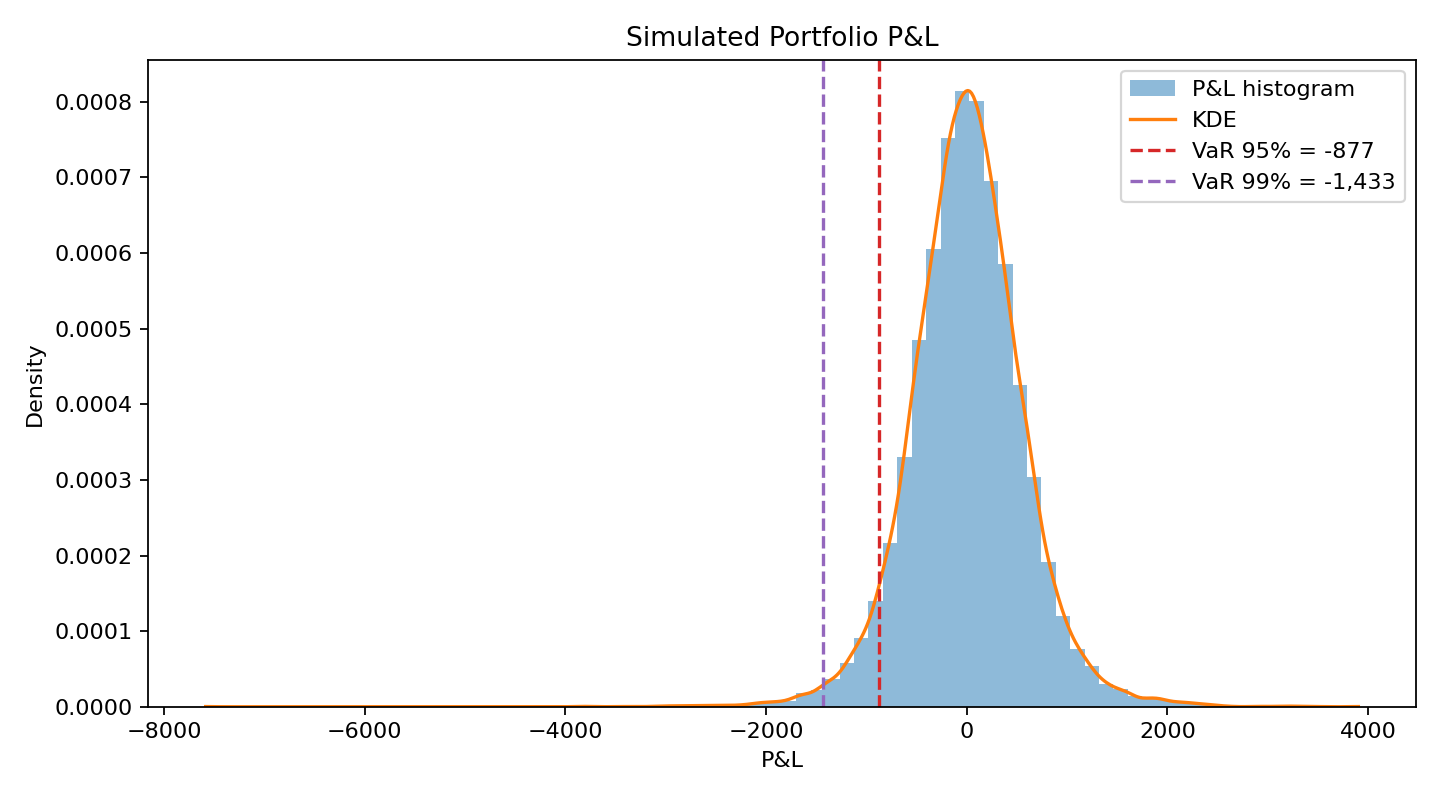 Simulated Portfolio P&L
P&L histogram
KDE
VaR 95% = -877
VaR 99% = -1,433
Density
0.0008
0.0007
0.0006
0.0005
0.0004
0.0003
0.0002
0.0001
0.0000
−8000 −6000 −4000 −2000 0 2000 4000
P&L